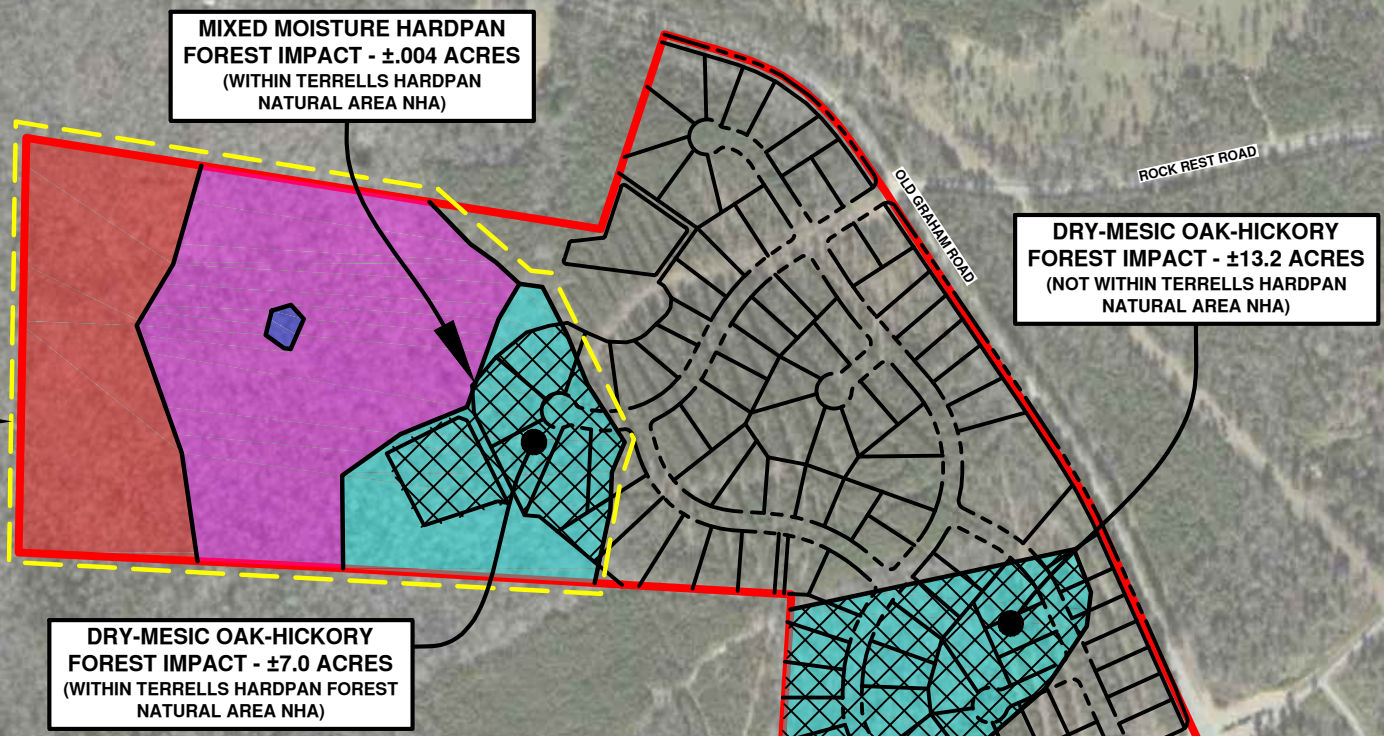 MIXED MOISTURE HARDPAN
FOREST IMPACT - ±.004 ACRES
(WITHIN TERRELLS HARDPAN
NATURAL AREA NHA)
ROCK REST ROAD
OLD GRAHAM ROAD
DRY-MESIC OAK-HICKORY
FOREST IMPACT - ±13.2 ACRES
(NOT WITHIN TERRELLS HARDPAN
NATURAL AREA NHA)
DRY-MESIC OAK-HICKORY
FOREST IMPACT - ±7.0 ACRES
(WITHIN TERRELLS HARDPAN FOREST
NATURAL AREA NHA)